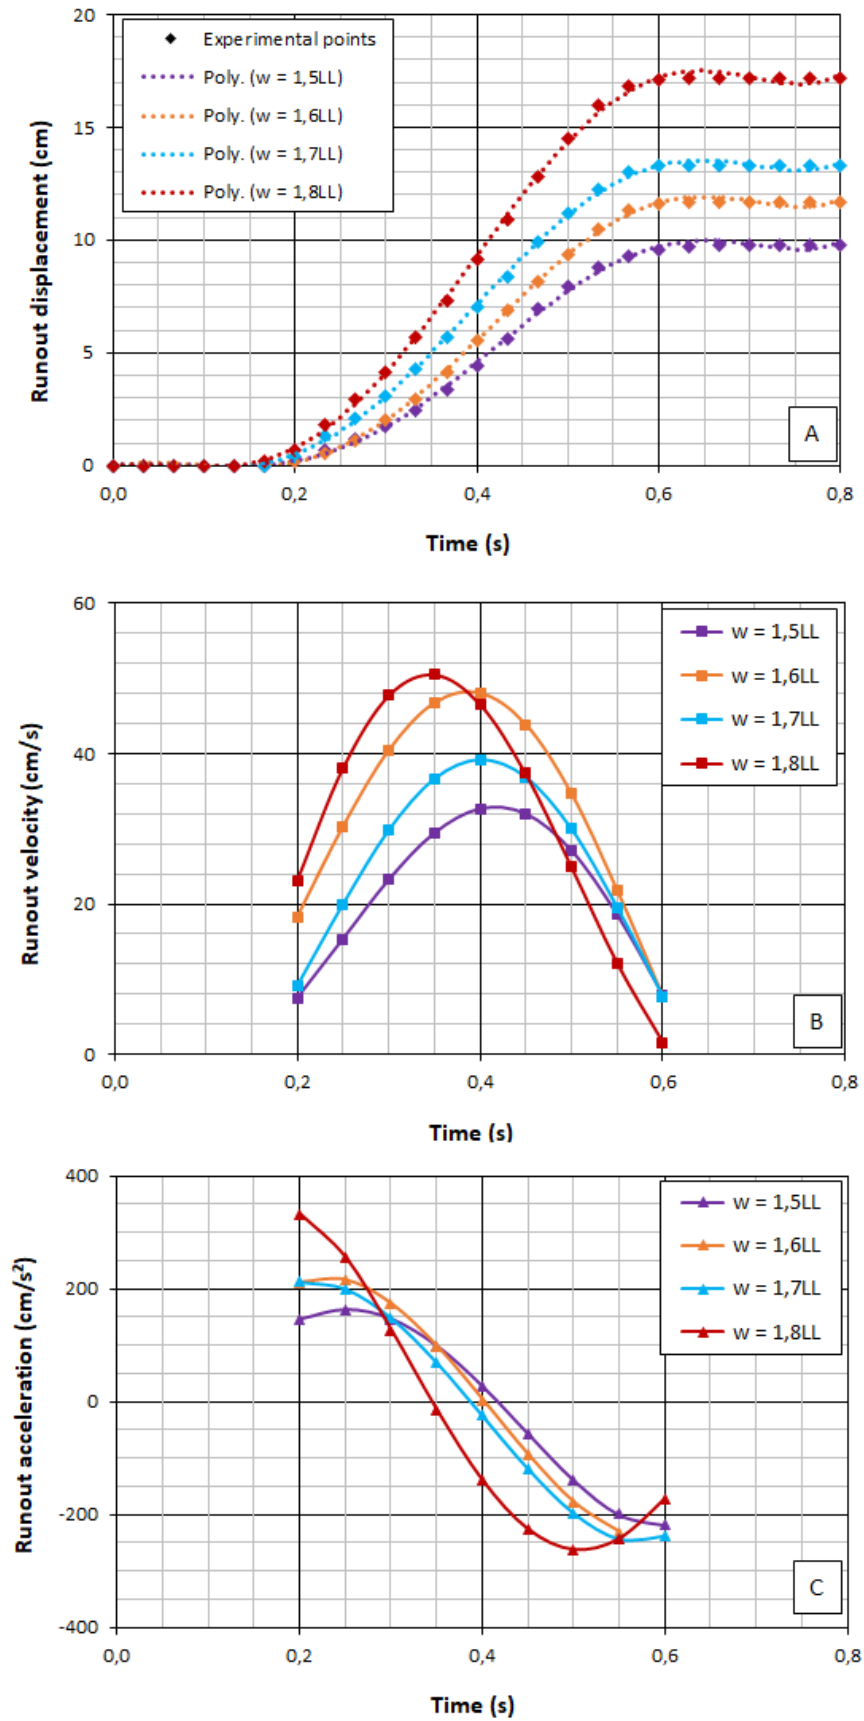 20
15
10
5
0
Runout displacement (cm)
Experimental points
Poly. (w = 1,5LL)
Poly. (w = 1,6LL)
Poly. (w = 1,7LL)
Poly. (w = 1,8LL)
A
0,0 0,2 0,4 0,6 0,8
Time (s)
60
40
20
0
Runout velocity (cm/s)
w = 1,5LL
w = 1,6LL
w = 1,7LL
w = 1,8LL
B
0,0 0,2 0,4 0,6 0,8
Time (s)
400
200
0
-200
-400
Runout acceleration (cm/s²)
w = 1,5LL
w = 1,6LL
w = 1,7LL
w = 1,8LL
C
0,0 0,2 0,4 0,6 0,8
Time (s)